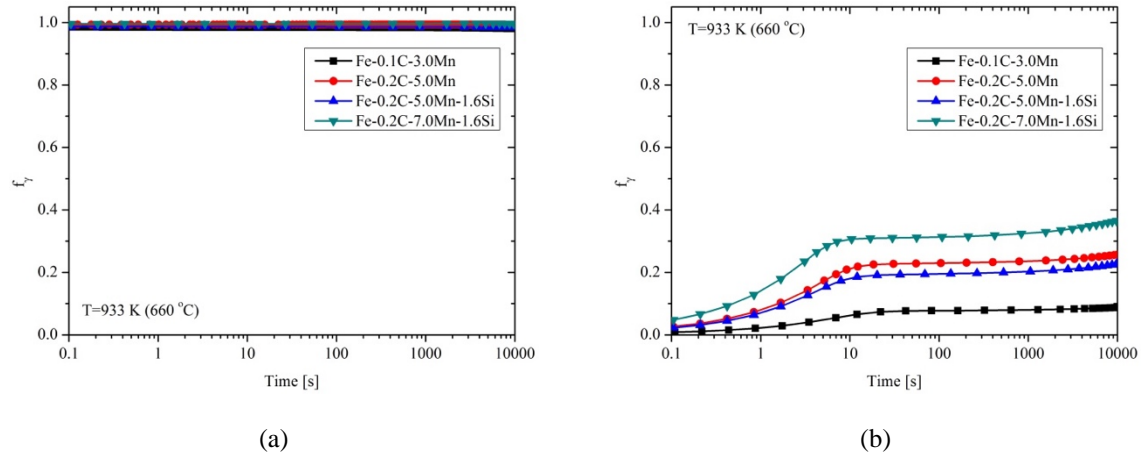 1.0
0.8
0.6
0.4
0.2
0.0
fγ
0.1
1
10
100
1000
10000
Time [s]
T=933 K (660 °C)
Fe-0.1C-3.0Mn
Fe-0.2C-5.0Mn
Fe-0.2C-5.0Mn-1.6Si
Fe-0.2C-7.0Mn-1.6Si
(a)
T=933 K (660 °C)
1.0
0.8
0.6
0.4
0.2
0.0
fγ
Fe-0.1C-3.0Mn
Fe-0.2C-5.0Mn
Fe-0.2C-5.0Mn-1.6Si
Fe-0.2C-7.0Mn-1.6Si
0.1
1
10
100
1000
10000
Time [s]
(b)